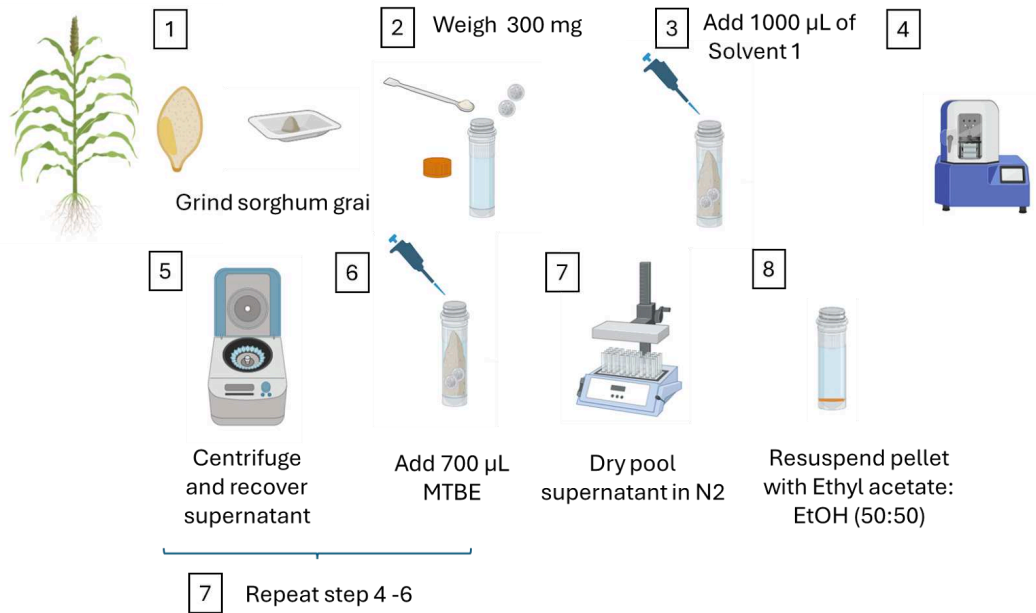 1
Grind sorghum grai
2
Weigh 300 mg
3
Add 1000 µL of
Solvent 1
4
5
Centrifuge
and recover
supernatant
6
Add 700 µL
MTBE
7
Dry pool
supernatant in N2
8
Resuspend pellet
with Ethyl acetate:
EtOH (50:50)
7
Repeat step 4 -6